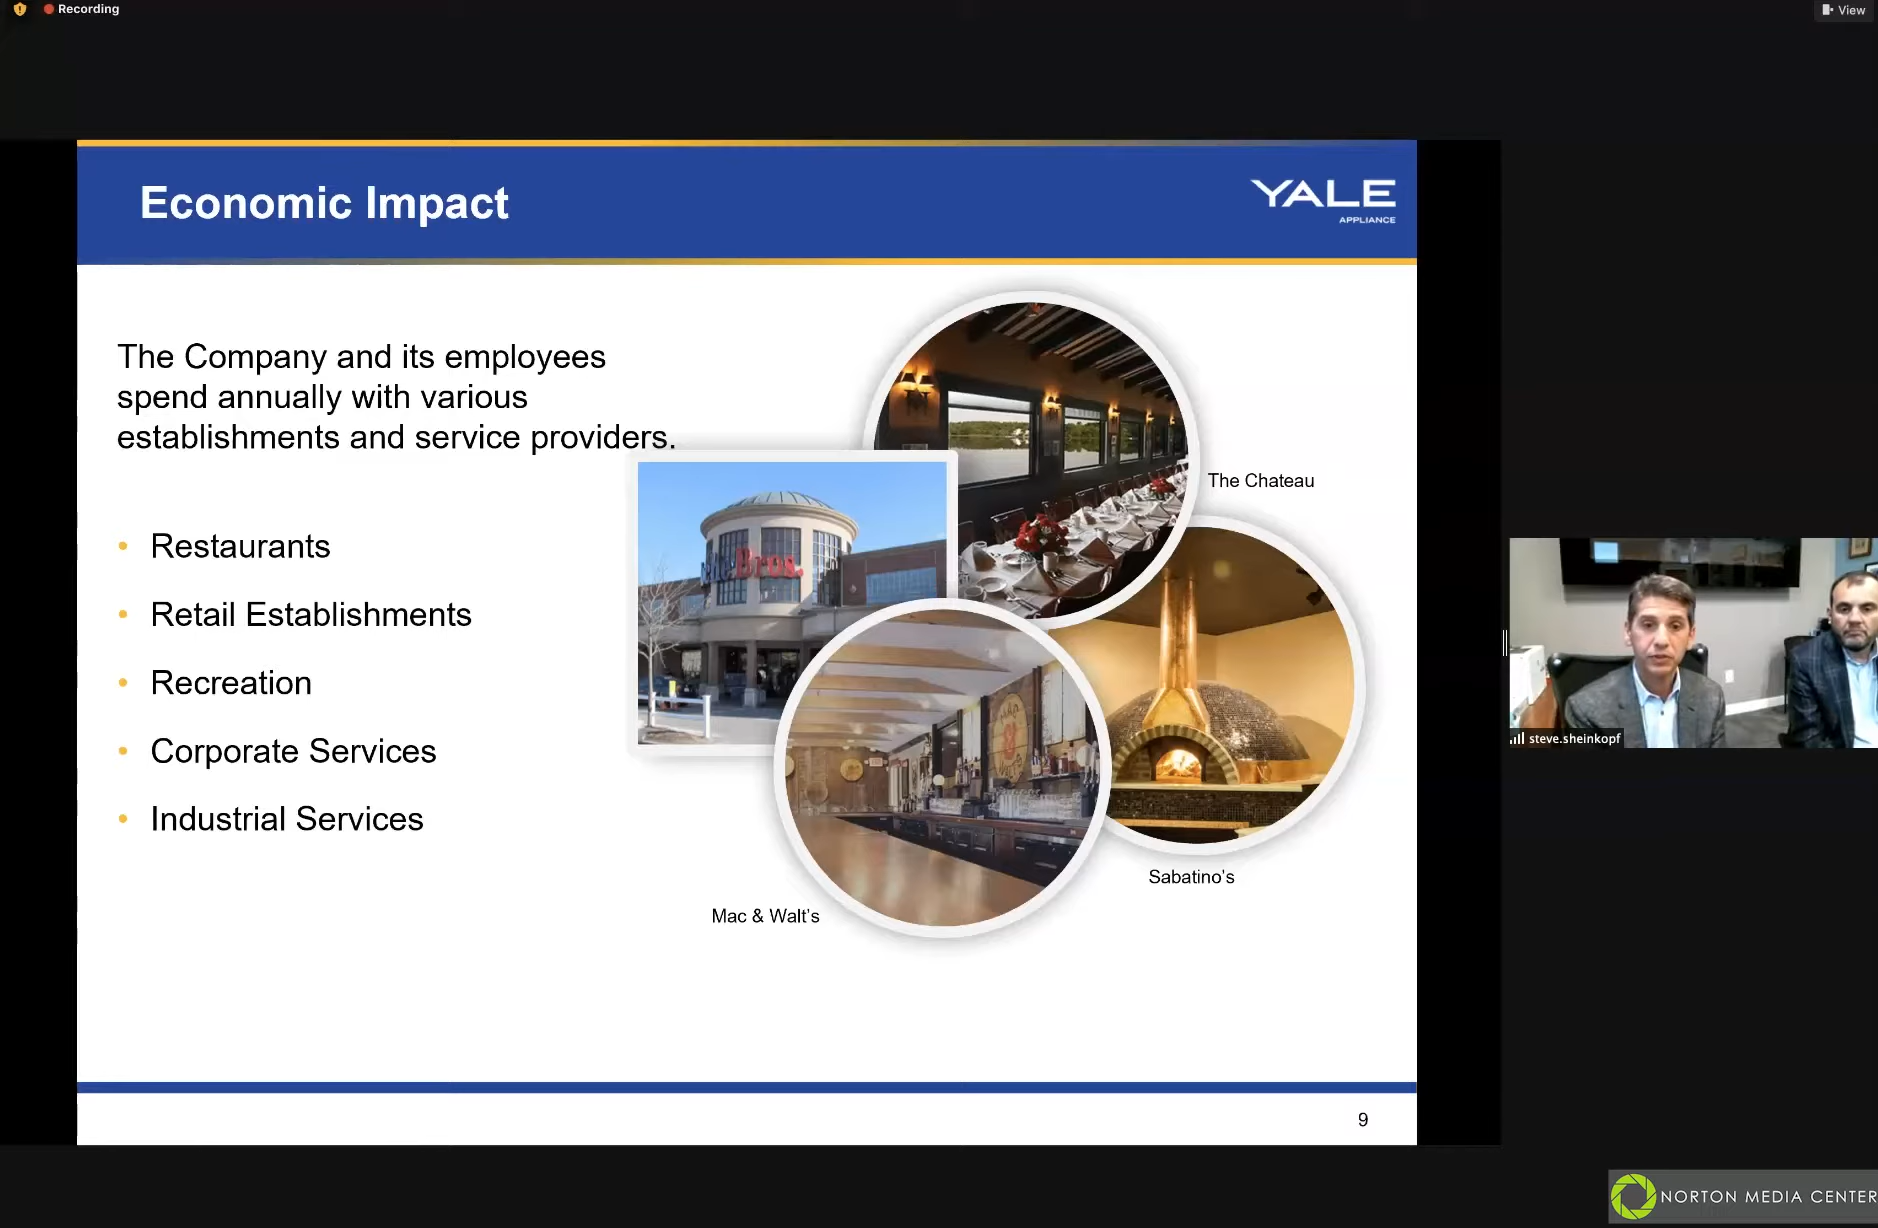 Recording
View
Economic Impact
YALE
APPLIANCE
The Company and its employees
spend annually with various
establishments and service providers.
Restaurants
Retail Establishments
Recreation
Corporate Services
Industrial Services
Bros.
The Chateau
Sabatino's
Mac & Walt's
9
steve.sheinkopf
NORTON MEDIA CENTER